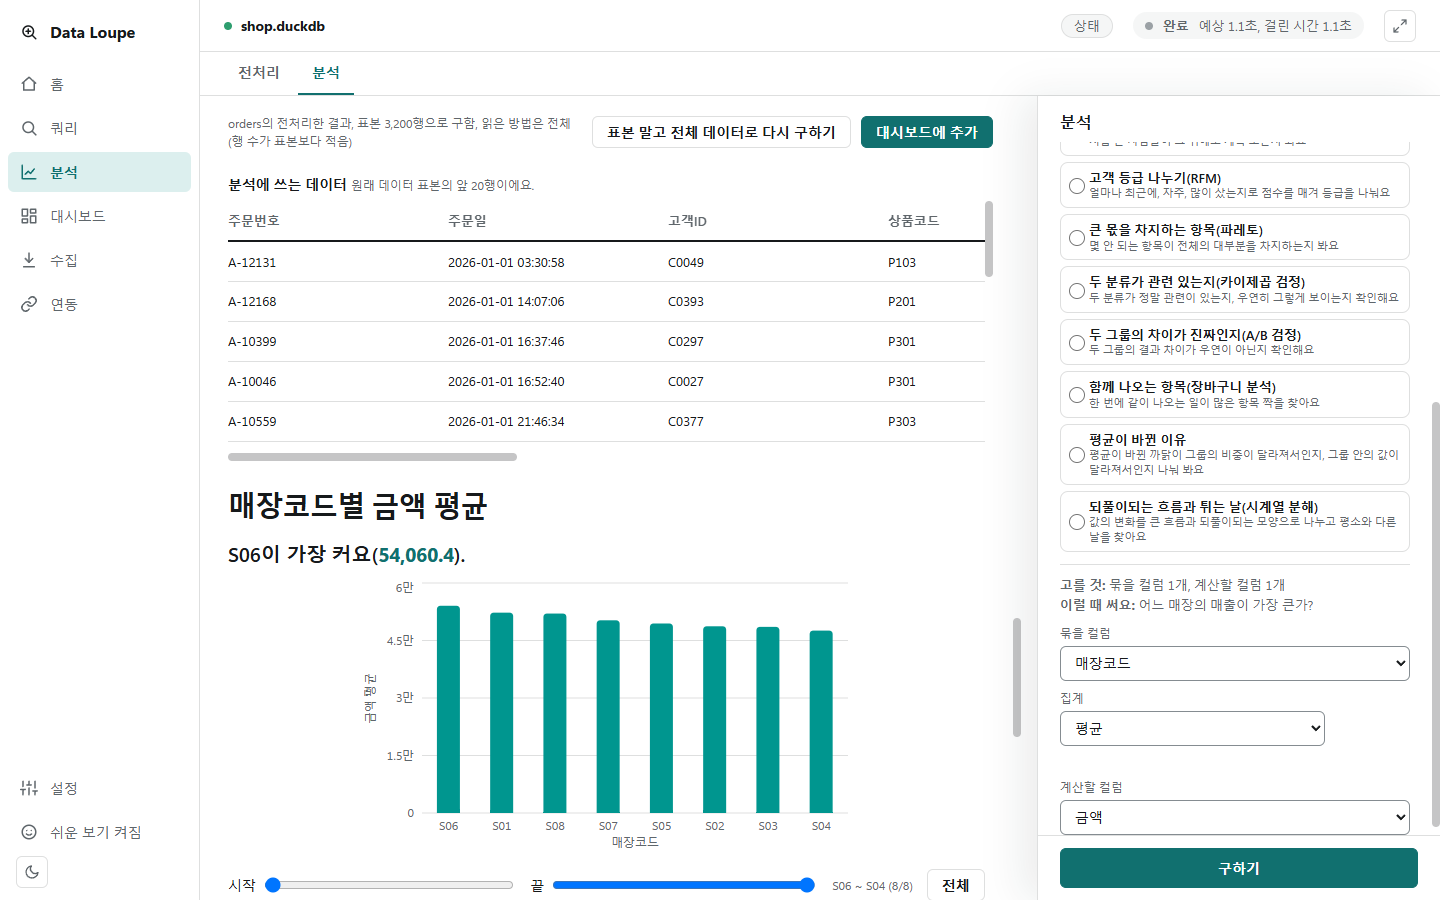 Data Loupe
홈
쿼리
분석
대시보드
수집
연동
설정
쉬운 보기 켜짐
shop.duckdb
상태
완료 예상 1.1초, 걸린 시간 1.1초
전처리
분석
orders의 전처리한 결과, 표본 3,200행으로 구함, 읽은 방법은 전체
(행 수가 표본보다 적음)
표본 말고 전체 데이터로 다시 구하기
대시보드에 추가
분석에 쓰는 데이터 원래 데이터 표본의 앞 20행이에요.
주문번호 주문일 고객ID 상품코드
A-12131 2026-01-01 03:30:58 C0049 P103
A-12168 2026-01-01 14:07:06 C0393 P201
A-10399 2026-01-01 16:37:46 C0297 P301
A-10046 2026-01-01 16:52:40 C0027 P301
A-10559 2026-01-01 21:46:34 C0377 P303
매장코드별 금액 평균
S06이 가장 커요(54,060.4).
금액 평균
6만
4.5만
3만
1.5만
0
S06 S01 S08 S07 S05 S02 S03 S04
매장코드
시작
끝
S06 ~ S04 (8/8)
전체
분석
고객 등급 나누기(RFM)
얼마나 최근에, 자주, 많이 샀는지로 점수를 매겨 등급을 나눠요
큰 몫을 차지하는 항목(파레토)
몇 안 되는 항목이 전체의 대부분을 차지하는지 봐요
두 분류가 관련 있는지(카이제곱 검정)
두 분류가 정말 관련이 있는지, 우연히 그렇게 보이는지 확인해요
두 그룹의 차이가 진짜인지(A/B 검정)
두 그룹의 결과 차이가 우연이 아닌지 확인해요
함께 나오는 항목(장바구니 분석)
한 번에 같이 나오는 일이 많은 항목 짝을 찾아요
평균이 바뀐 이유
평균이 바뀐 까닭이 그룹의 비중이 달라져서인지, 그룹 안의 값이
달라져서인지 나눠 봐요
되풀이되는 흐름과 튀는 날(시계열 분해)
값의 변화를 큰 흐름과 되풀이되는 모양으로 나누고 평소와 다른
날을 찾아요
고를 것: 묶을 컬럼 1개, 계산할 컬럼 1개
이럴 때 써요: 어느 매장의 매출이 가장 큰가?
묶을 컬럼
매장코드
집계
평균
계산할 컬럼
금액
구하기